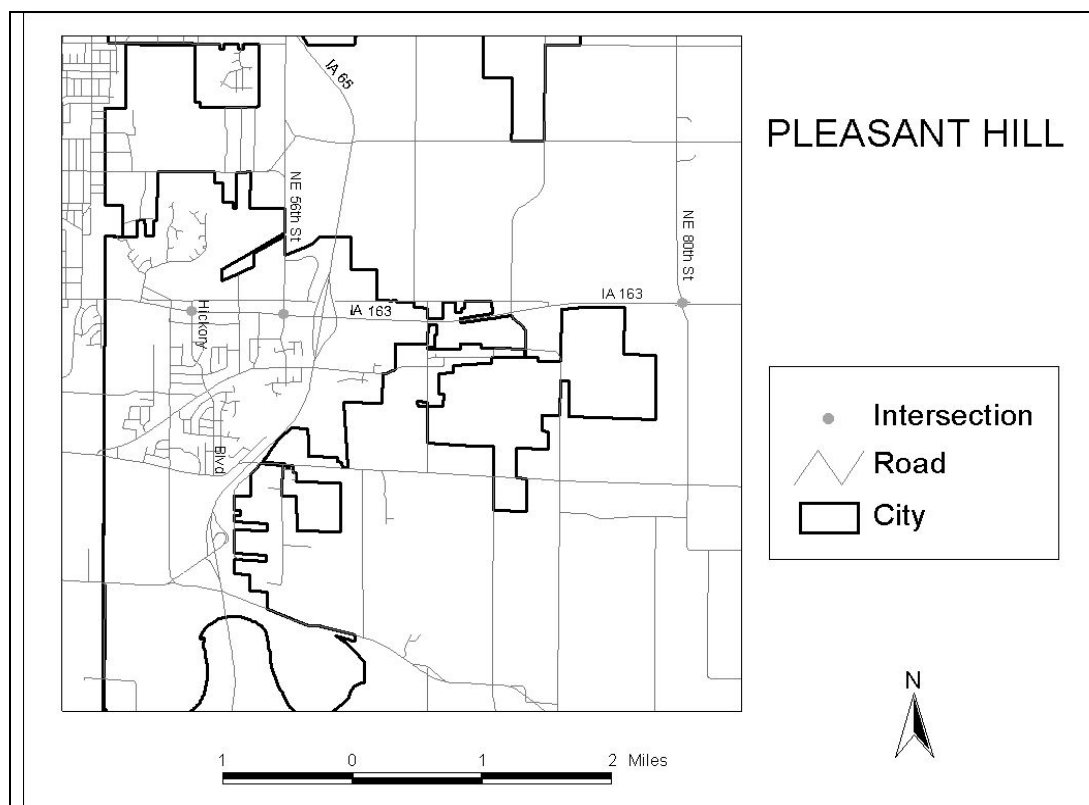 IA 65
PLEASANT HILL
NE 56th St
NE 80th St
IA 163
IA 163
Hickory
Blvd
Intersection
Road
City
N
1 0 1 2 Miles